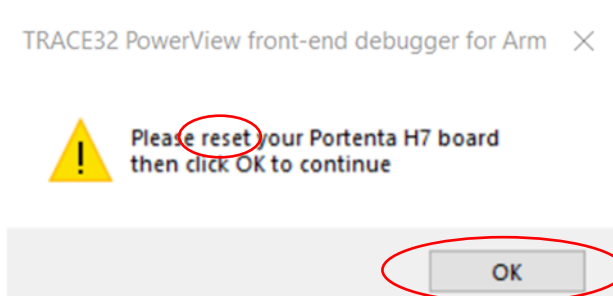 TRACE32 PowerView front-end debugger for Arm
Please reset your Portenta H7 board
then click OK to continue
OK